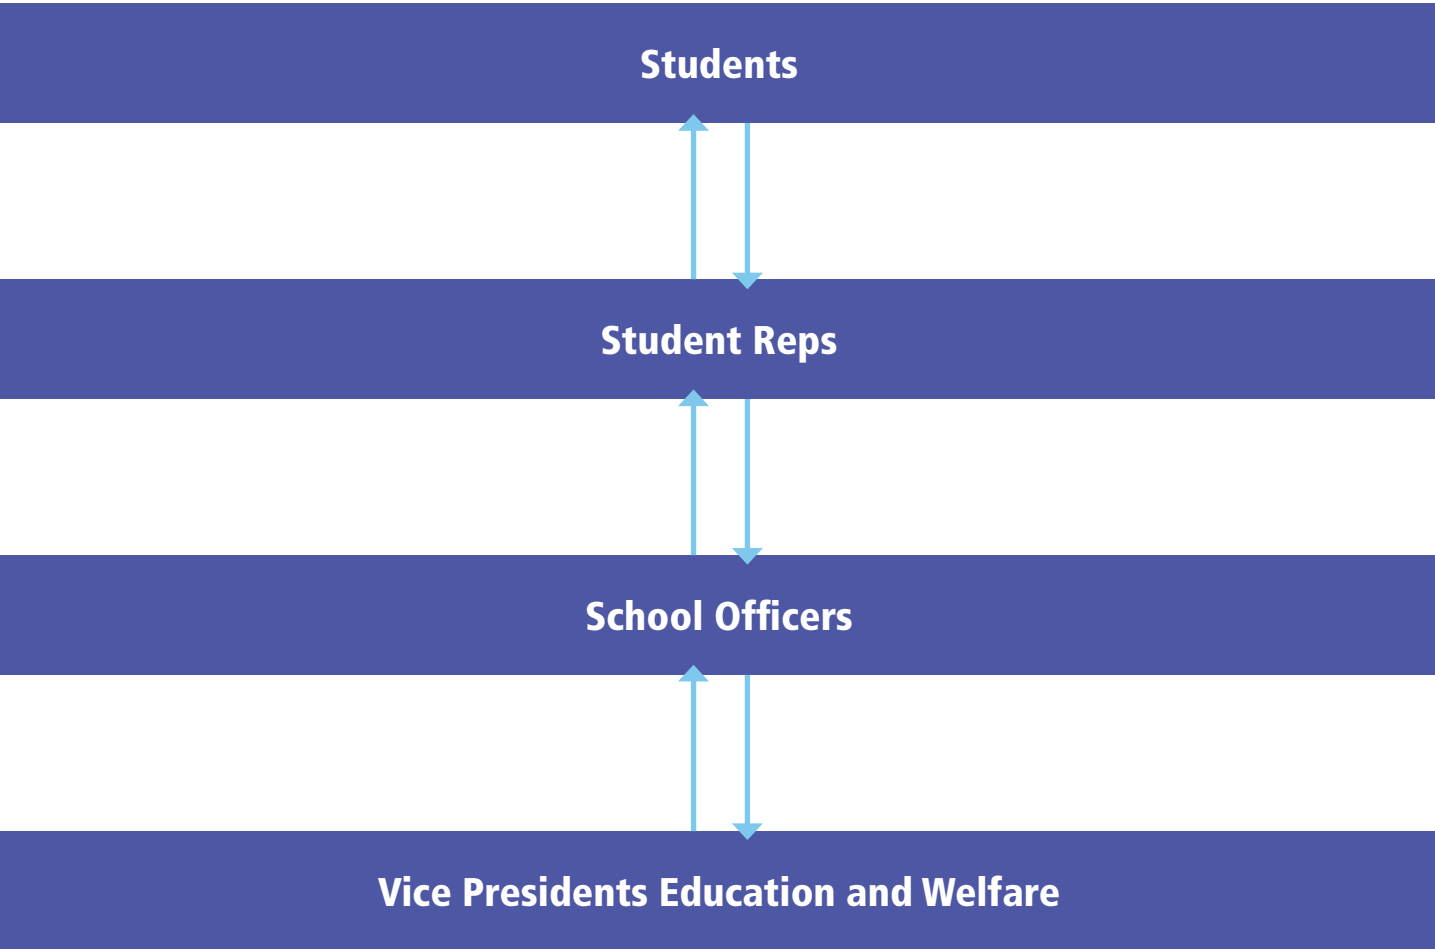 Students
Student Reps
School Officers
Vice Presidents Education and Welfare